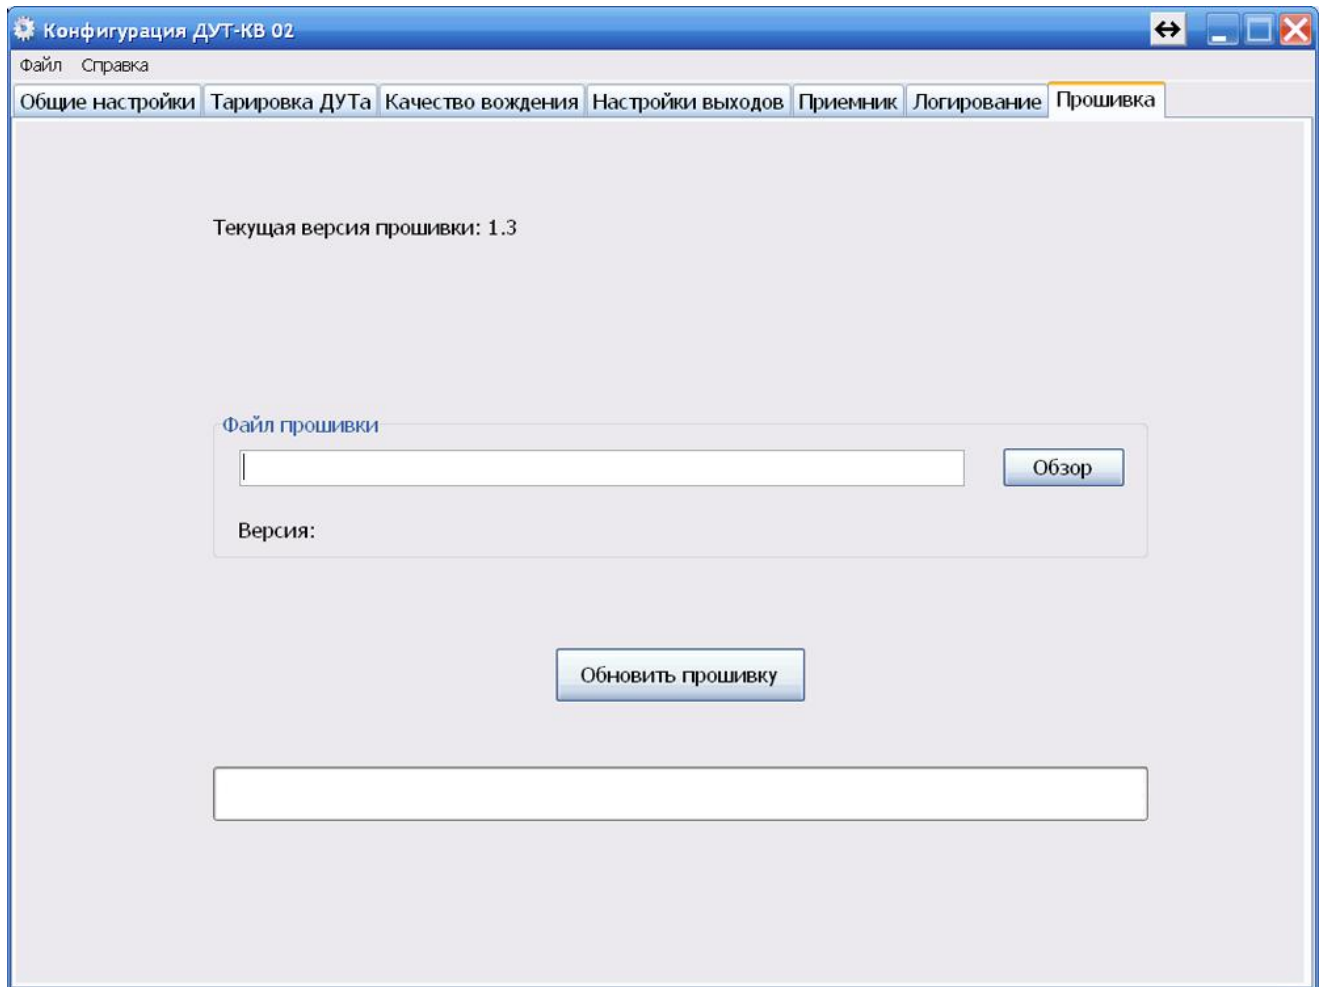 Конфигурация ДУТ-КВ 02
Файл Справка
Общие настройки Тарировка ДУТа Качество вождения Настройки выходов Приемник Логирование Прошивка
Текущая версия прошивки: 1.3
Файл прошивки
Обзор
Версия:
Обновить прошивку